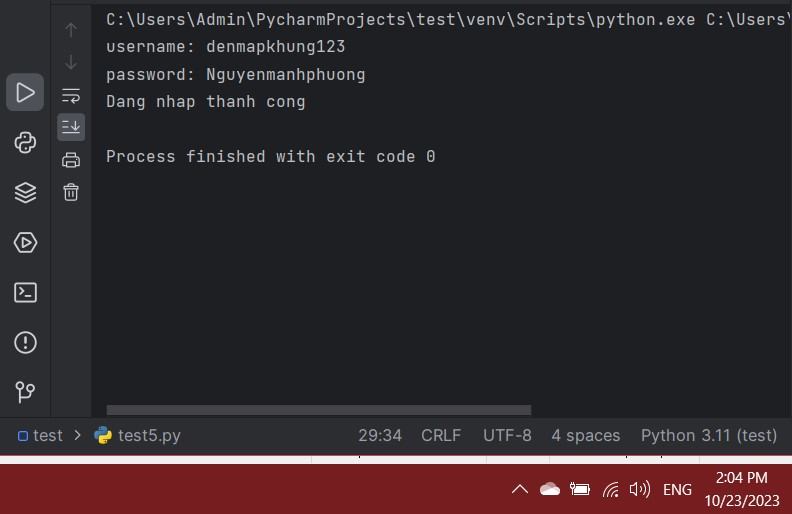 C:\Users\Admin\PycharmProjects\test\venv\Scripts\python.exe C:\Users\
username: denmapkhung123
password: Nguyenmanhphuong
Dang nhap thanh cong
Process finished with exit code 0
test > test5.py 29:34 CRLF UTF-8 4 spaces Python 3.11 (test)
ENG 2:04 PM
10/23/2023